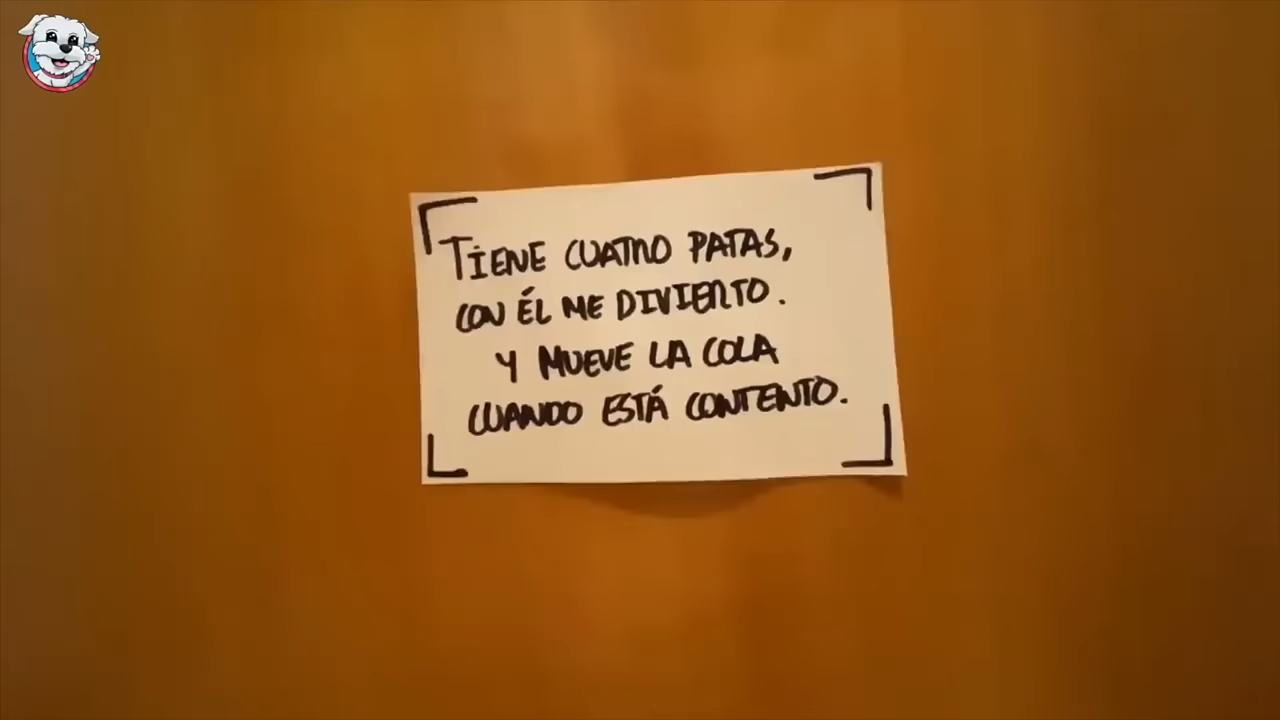 TIENE CUATRO PATAS,
CON ÉL ME DIVIERTO.
Y MUEVE LA COLA
CUANDO ESTÁ CONTENTO.